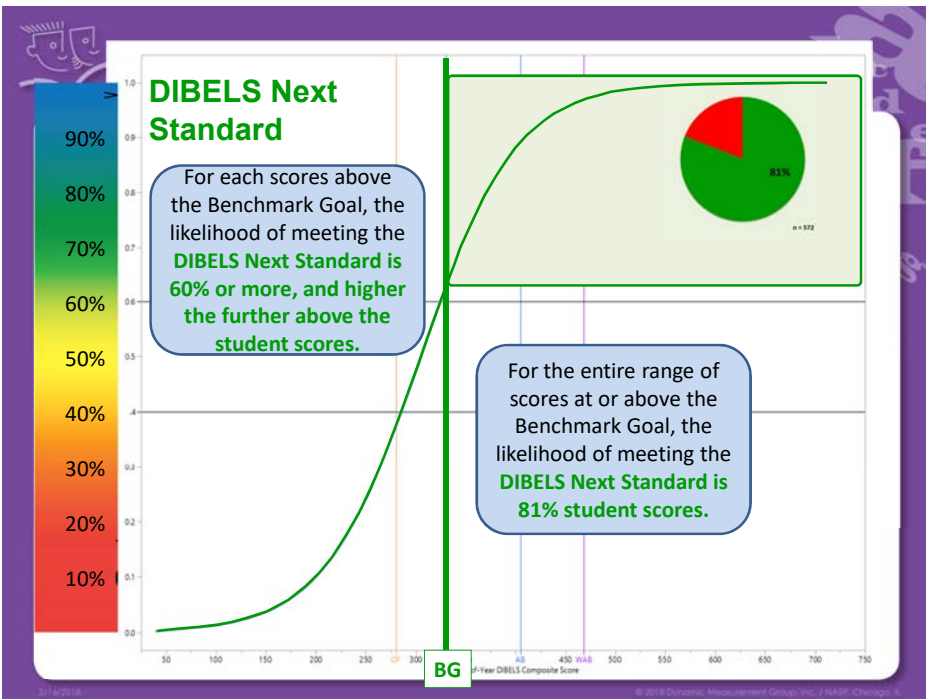 DIBELS Next
Standard
For each scores above
the Benchmark Goal, the
likelihood of meeting the
DIBELS Next Standard is
60% or more, and higher
the further above the
student scores.
For the entire range of
scores at or above the
Benchmark Goal, the
likelihood of meeting the
DIBELS Next Standard is
81% student scores.
81%
n = 572
90%
80%
70%
60%
50%
40%
30%
20%
10%
1.0
0.9
0.8
0.7
0.6
0.5
.4
0.3
0.2
0.1
0.0
50 100 150 200 250 CP 300 AB 450 WAB 500 550 600 650 700 750
BG
of-Year DIBELS Composite Score
2/16/2018
© 2018 Dynamic Measurement Group, Inc. / NASP, Chicago, IL